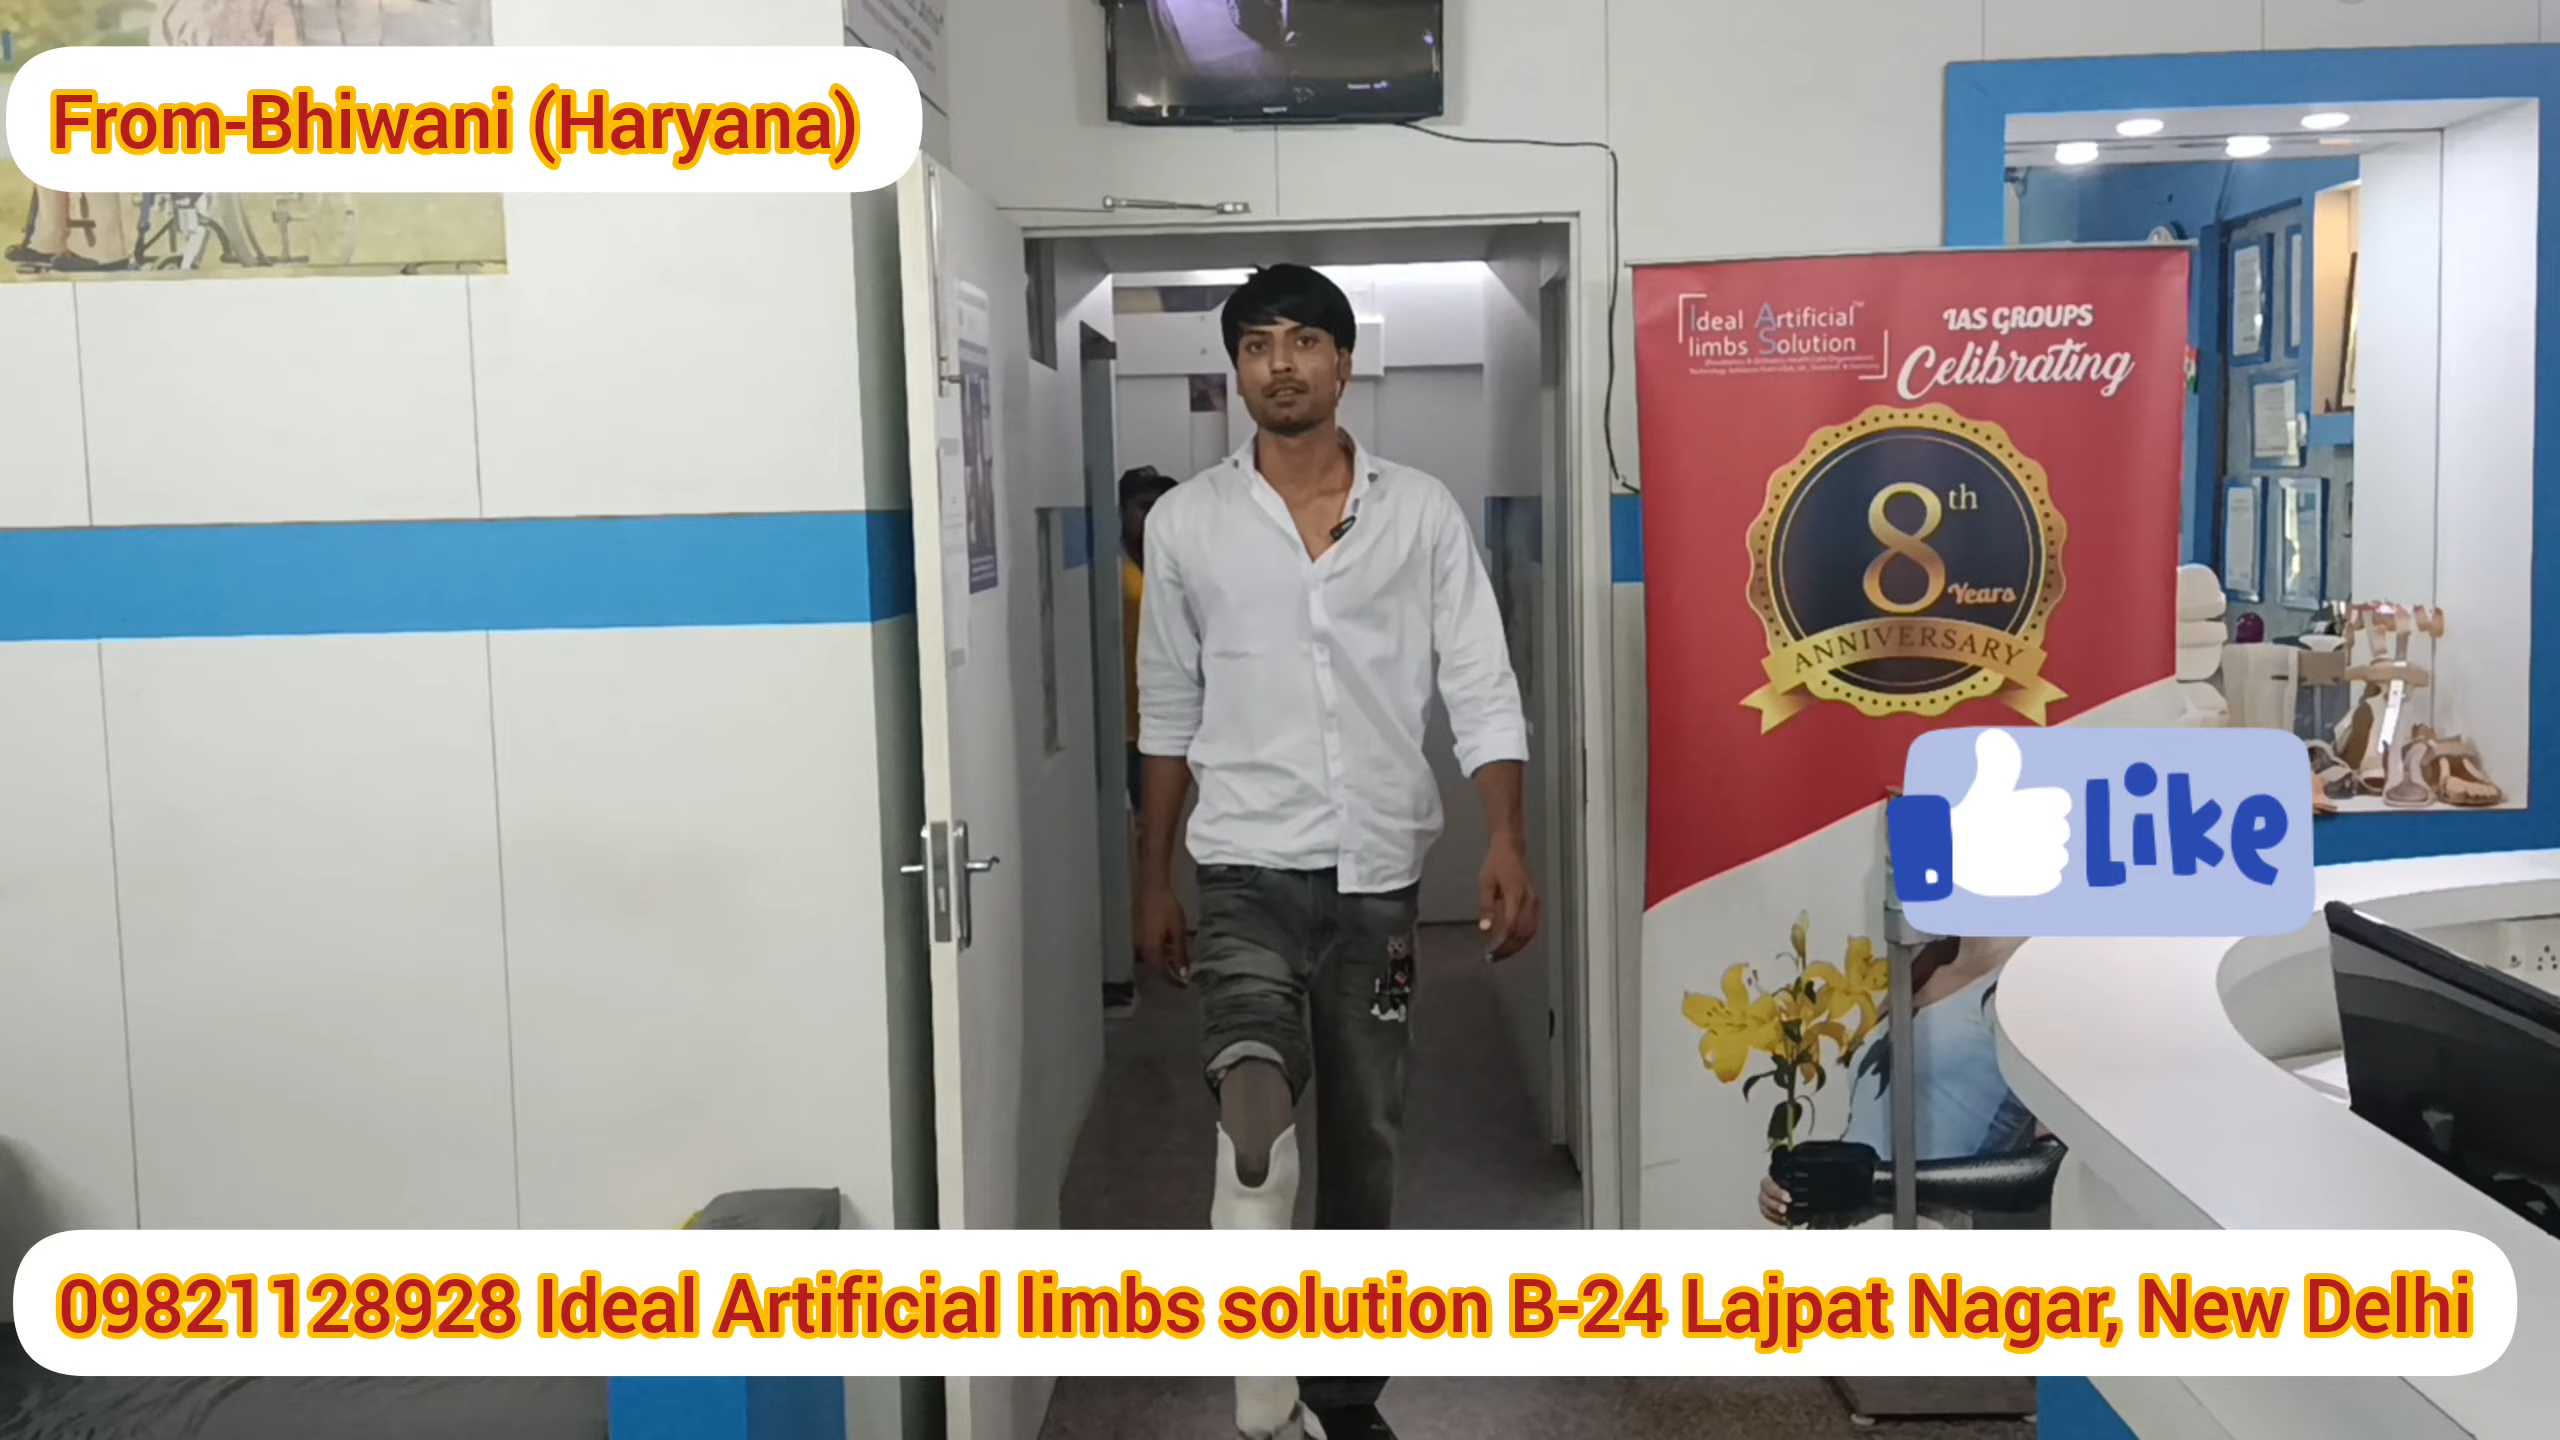 From-Bhiwani (Haryana)
Ideal Artificial™
limbs Solution
IAS GROUPS
Celibrating
8th
Years
ANNIVERSARY
Like
09821128928 Ideal Artificial limbs solution B-24 Lajpat Nagar, New Delhi